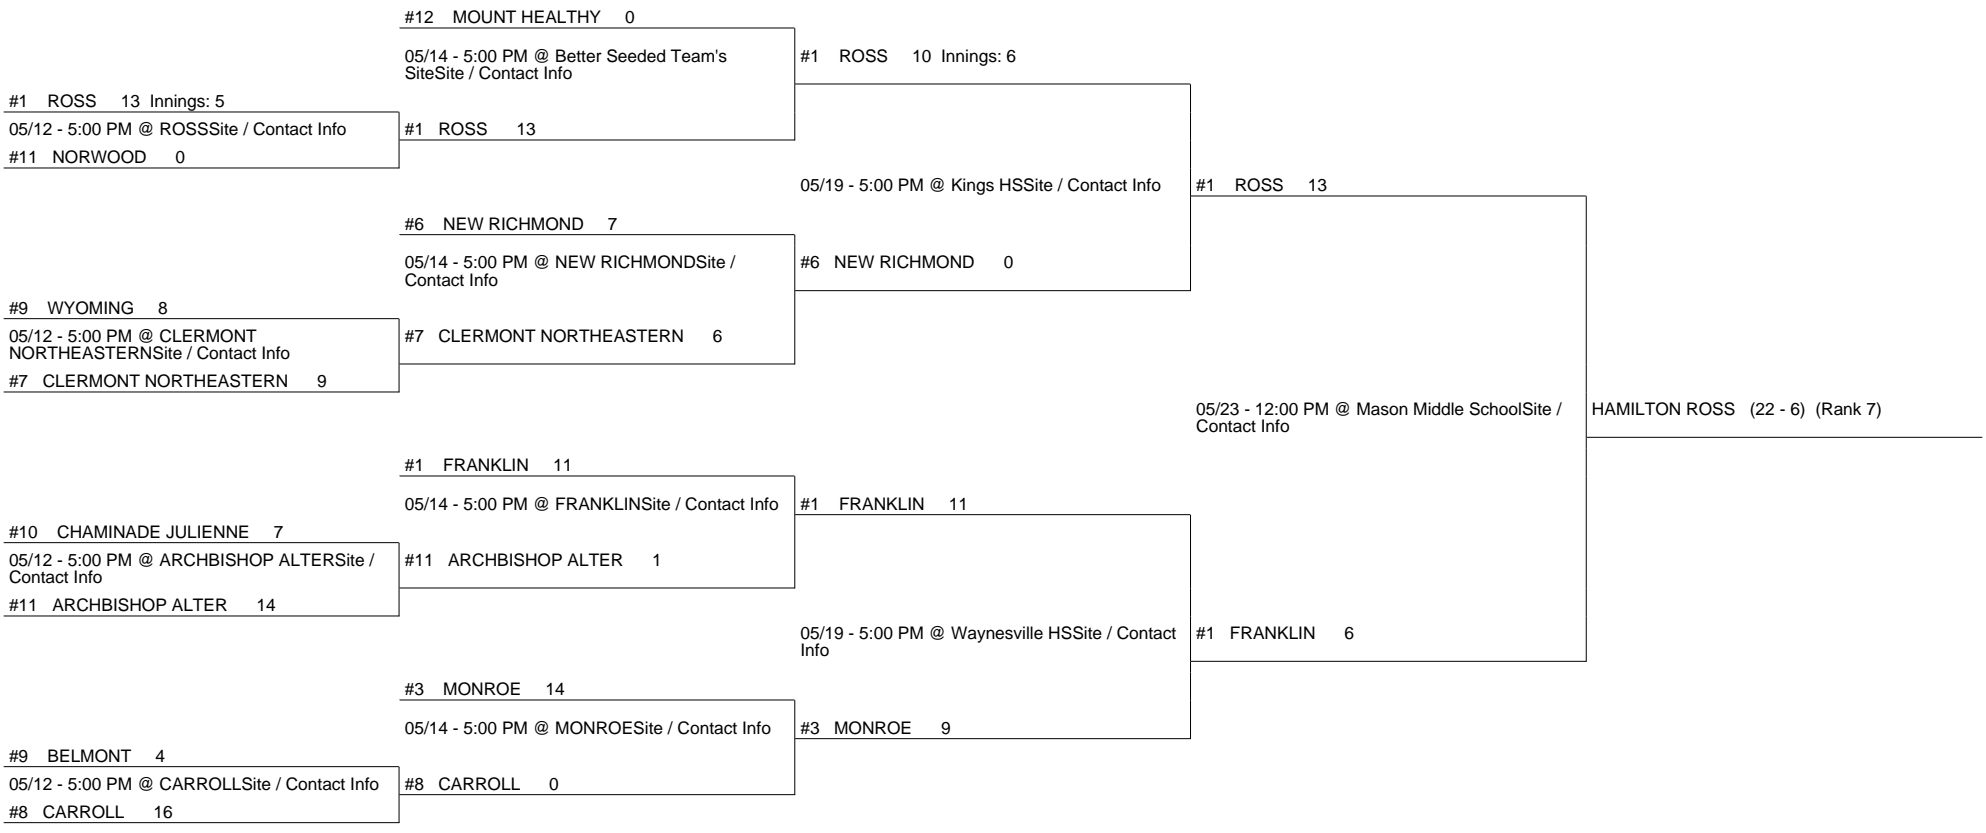 #12 MOUNT HEALTHY 0
05/14 - 5:00 PM @ Better Seeded Team's
SiteSite / Contact Info
#1 ROSS 10 Innings: 6
#1 ROSS 13 Innings: 5
05/12 - 5:00 PM @ ROSSSite / Contact Info
#1 ROSS 13
#11 NORWOOD 0
05/19 - 5:00 PM @ Kings HSSite / Contact Info
#1 ROSS 13
#6 NEW RICHMOND 7
05/14 - 5:00 PM @ NEW RICHMONDSite /
Contact Info
#6 NEW RICHMOND 0
#9 WYOMING 8
05/12 - 5:00 PM @ CLERMONT
NORTHEASTERNSite / Contact Info
#7 CLERMONT NORTHEASTERN 6
#7 CLERMONT NORTHEASTERN 9
05/23 - 12:00 PM @ Mason Middle SchoolSite /
Contact Info
HAMILTON ROSS (22 - 6) (Rank 7)
#1 FRANKLIN 11
05/14 - 5:00 PM @ FRANKLINSite / Contact Info
#1 FRANKLIN 11
#10 CHAMINADE JULIENNE 7
05/12 - 5:00 PM @ ARCHBISHOP ALTERSite /
Contact Info
#11 ARCHBISHOP ALTER 1
#11 ARCHBISHOP ALTER 14
05/19 - 5:00 PM @ Waynesville HSSite / Contact
Info
#1 FRANKLIN 6
#3 MONROE 14
05/14 - 5:00 PM @ MONROESite / Contact Info
#3 MONROE 9
#9 BELMONT 4
05/12 - 5:00 PM @ CARROLLSite / Contact Info
#8 CARROLL 0
#8 CARROLL 16